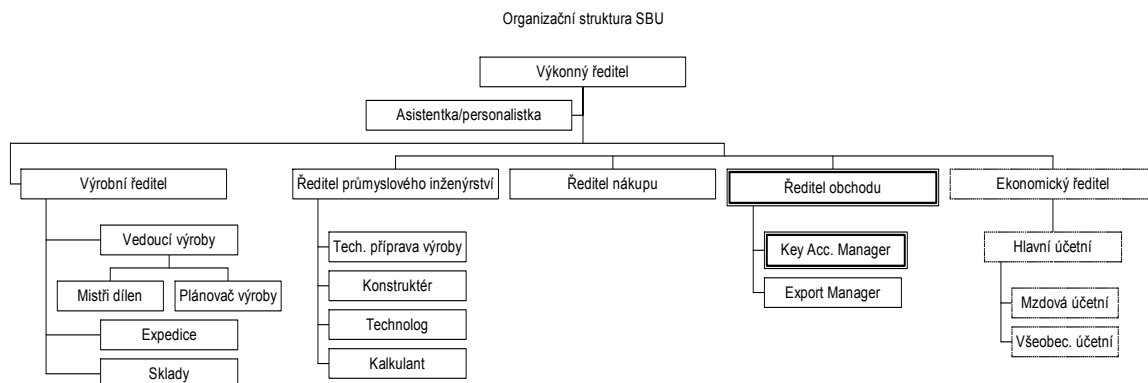 Organizační struktura SBU
Výkonný ředitel
Asistentka/personalistka
Výrobní ředitel
Ředitel průmyslového inženýrství
Ředitel nákupu
Ředitel obchodu
Ekonomický ředitel
Vedoucí výroby
Mistři dílen
Plánovač výroby
Expedice
Sklady
Tech. příprava výroby
Konstruktér
Technolog
Kalkulant
Key Acc. Manager
Export Manager
Hlavní účetní
Mzdová účetní
Všeobec. účetní